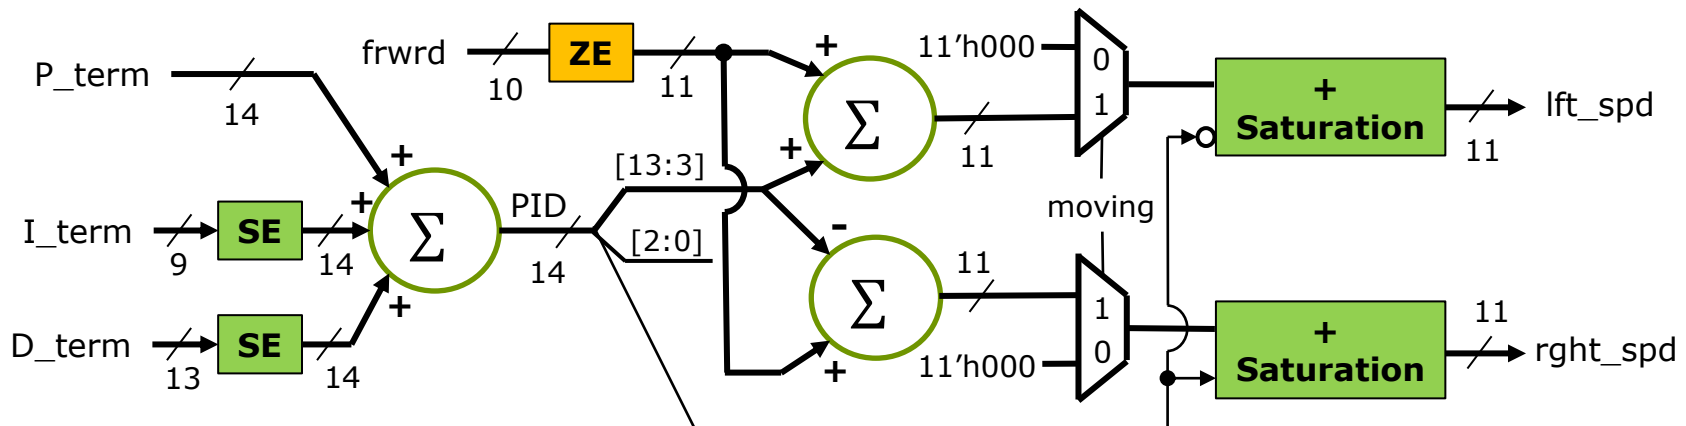 P_term
14
frwrd
10
ZE
11
+
+
Σ
11
11'h000
0
1
+
Saturation
11
lft_spd
I_term
9
SE
14
D_term
13
SE
14
+
+
+
Σ
PID
14
[13:3]
[2:0]
moving
-
+
Σ
11
1
0
11'h000
+
Saturation
11
rght_spd